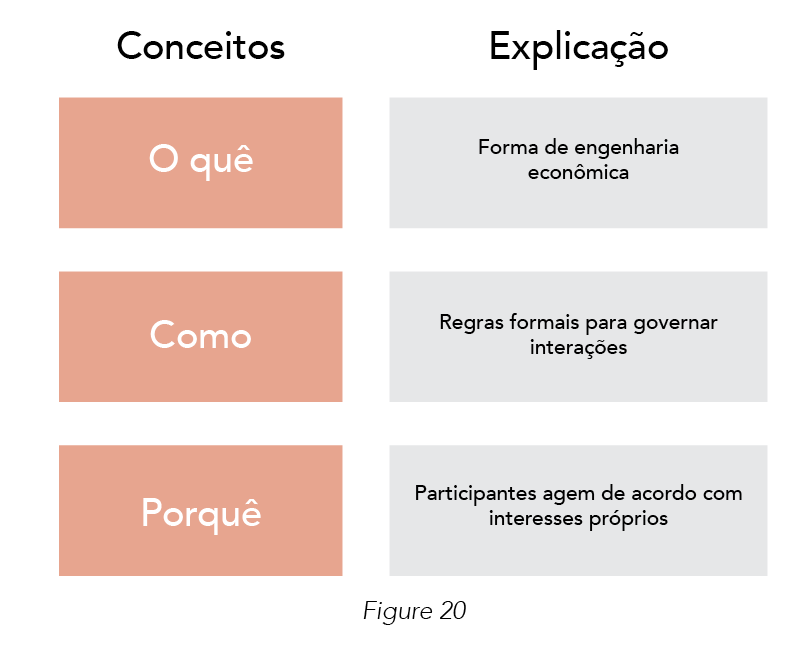 Conceitos
Explicação
O quê
Forma de engenharia
econômica
Como
Regras formais para governar
interações
Porquê
Participantes agem de acordo com
interesses próprios
Figure 20